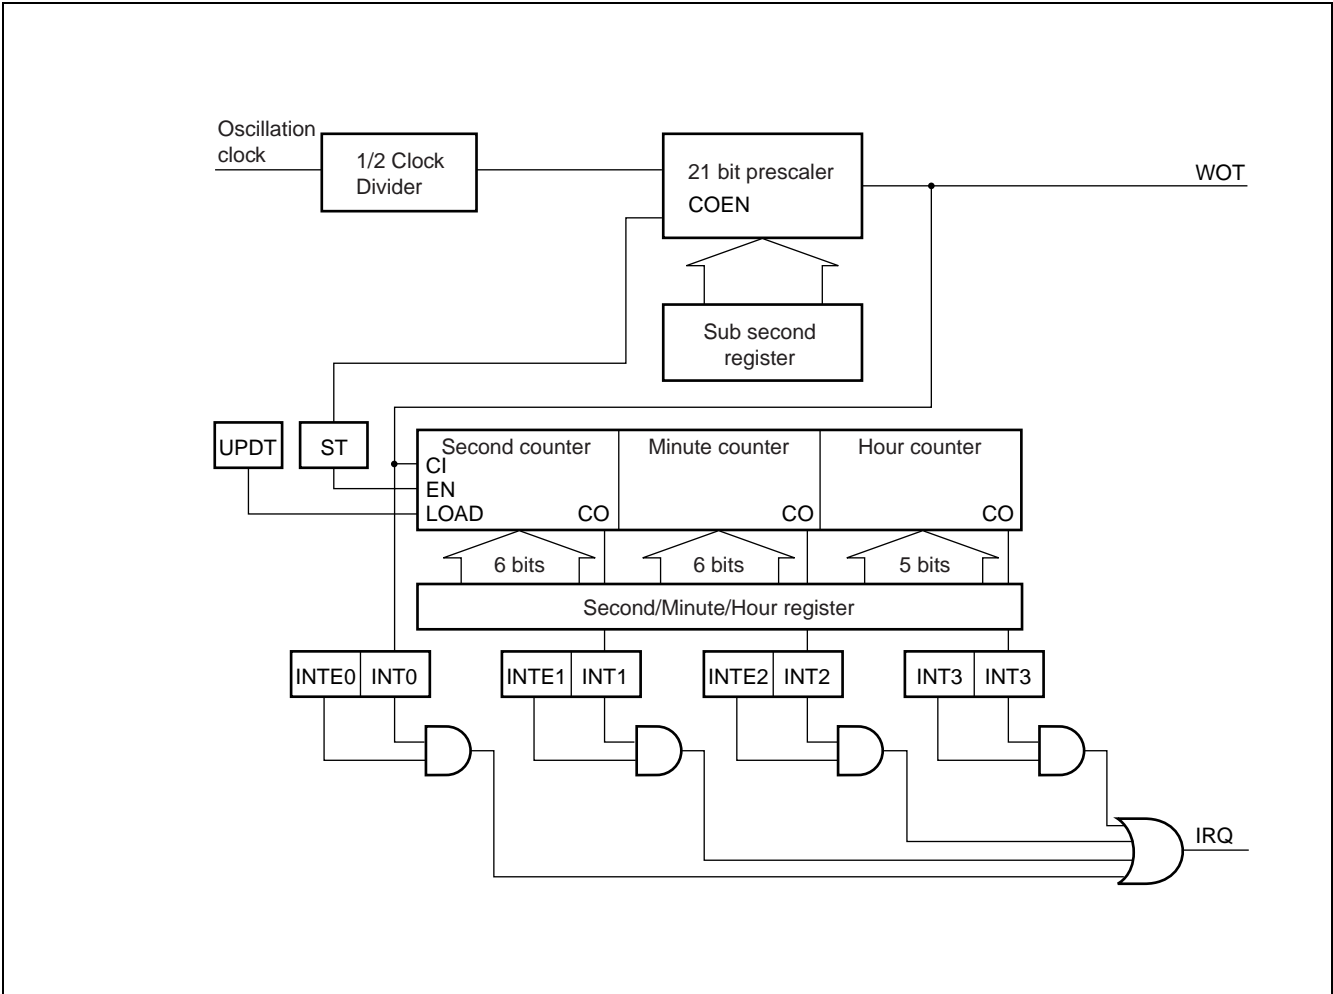 Oscillation
clock
1/2 Clock
Divider
21 bit prescaler
COEN
WOT
Sub second
register
UPDT
ST
Second counter
Minute counter
Hour counter
CI
EN
LOAD
CO
CO
CO
6 bits
6 bits
5 bits
Second/Minute/Hour register
INTE0
INT0
INTE1
INT1
INTE2
INT2
INT3
INT3
IRQ